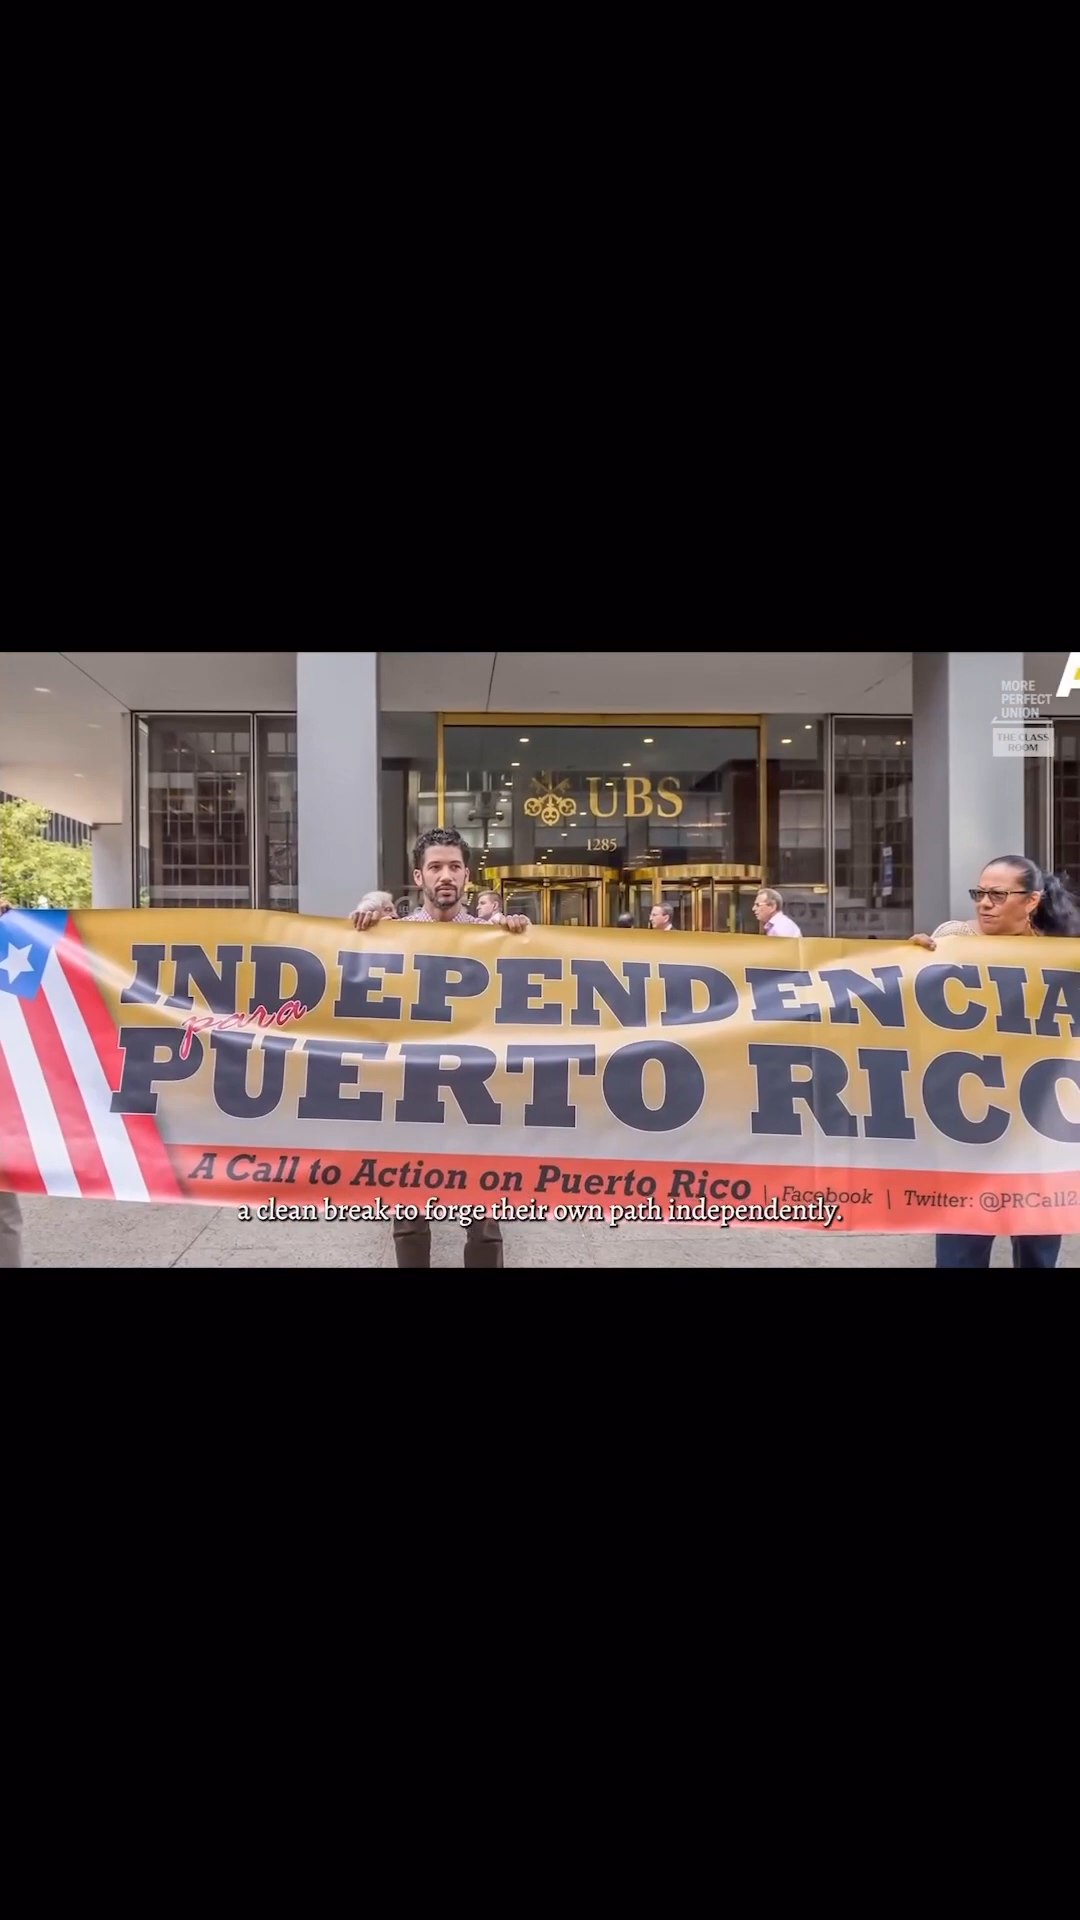 MORE
PERFECT
UNION
THE CLASS
ROOM
UBS
1285
INDEPENDENCIA
para
PUERTO RICO
A Call to Action on Puerto Rico | Facebook | Twitter: @PRCall2
a clean break to forge their own path independently.